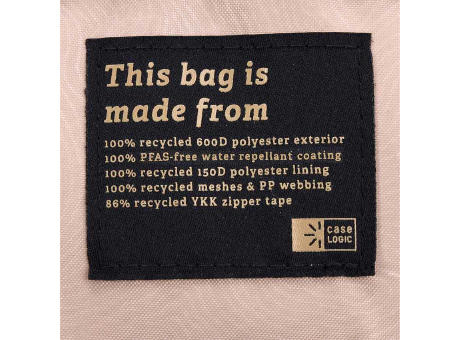 This bag is
made from
100% recycled 600D polyester exterior
100% PFAS-free water repellant coating
100% recycled 150D polyester lining
100% recycled meshes & PP webbing
86% recycled YKK zipper tape
case
LOGIC